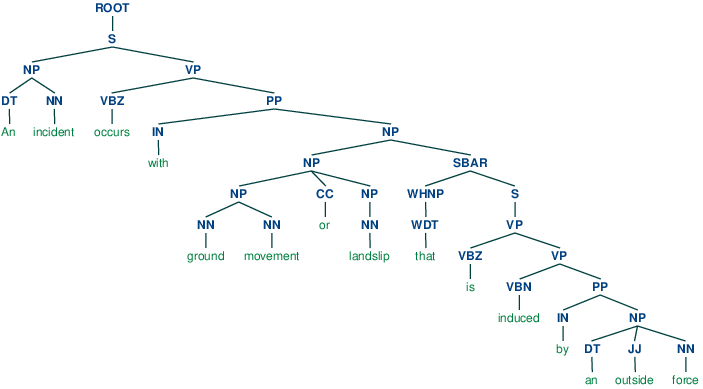 ROOT
S
NP VP
DT NN VBZ PP
An incident occurs IN NP
with
NP SBAR
NP CC NP WHNP S
NN NN or NN WDT VP
ground movement landslip that VBZ VP
is VBN PP
induced IN NP
by DT JJ NN
an outside force